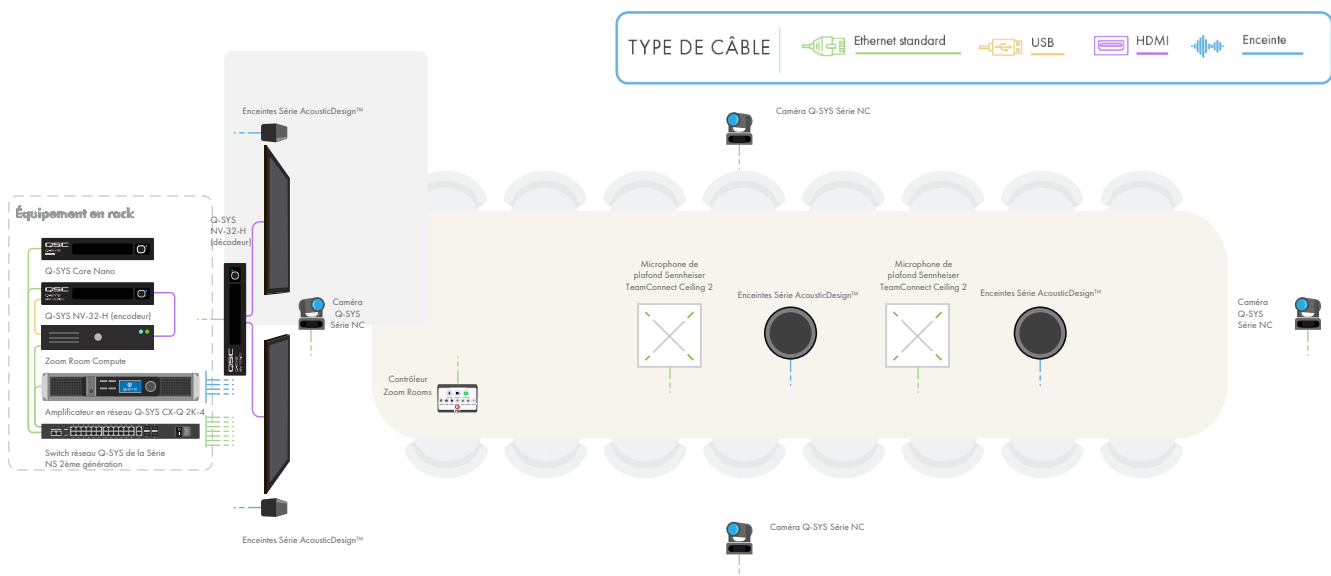 TYPE DE CÂBLE
Ethernet standard
USB
HDMI
Enceinte
Enceintes Série AcousticDesign™
Caméra Q-SYS Série NC
Équipement en rack
Q-SYS
NV-32-H
(décodeur)
QSC
Q-SYS Core Nano
QSC
Q-SYS NV-32-H (encodeur)
Zoom Room Compute
Amplificateur en réseau Q-SYS CX-Q 2K-4
Switch réseau Q-SYS de la Série
NS 2ème génération
QSC
Caméra
Q-SYS
Série NC
Microphone de
plafond Sennheiser
TeamConnect Ceiling 2
Enceintes Série AcousticDesign™
Microphone de
plafond Sennheiser
TeamConnect Ceiling 2
Enceintes Série AcousticDesign™
Caméra
Q-SYS
Série NC
Contrôleur
Zoom Rooms
Caméra Q-SYS Série NC
Enceintes Série AcousticDesign™